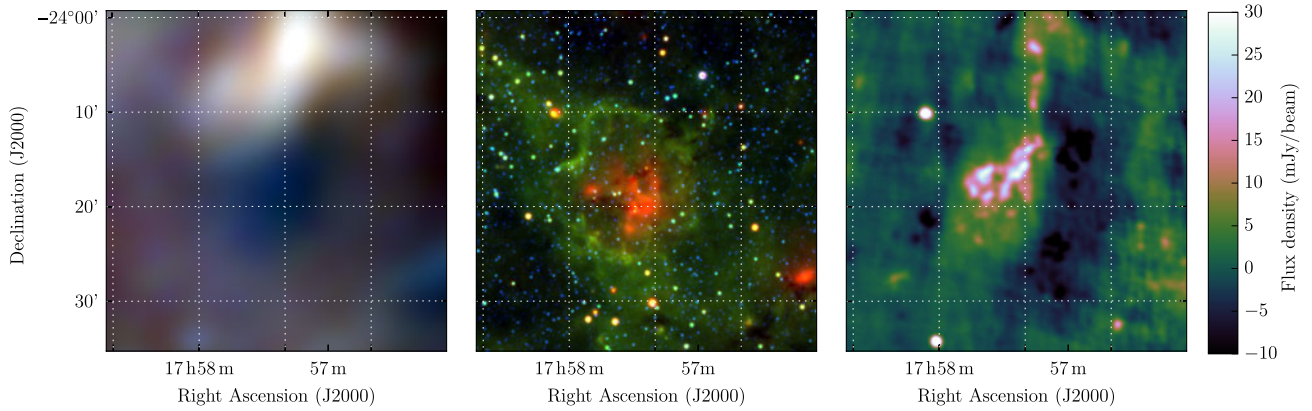 −24°00′
10′
20′
30′
Declination (J2000)
17 h 58 m
57 m
Right Ascension (J2000)
17 h 58 m
57 m
Right Ascension (J2000)
17 h 58 m
57 m
Right Ascension (J2000)
30
25
20
15
10
5
0
−5
−10
Flux density (mJy/beam)